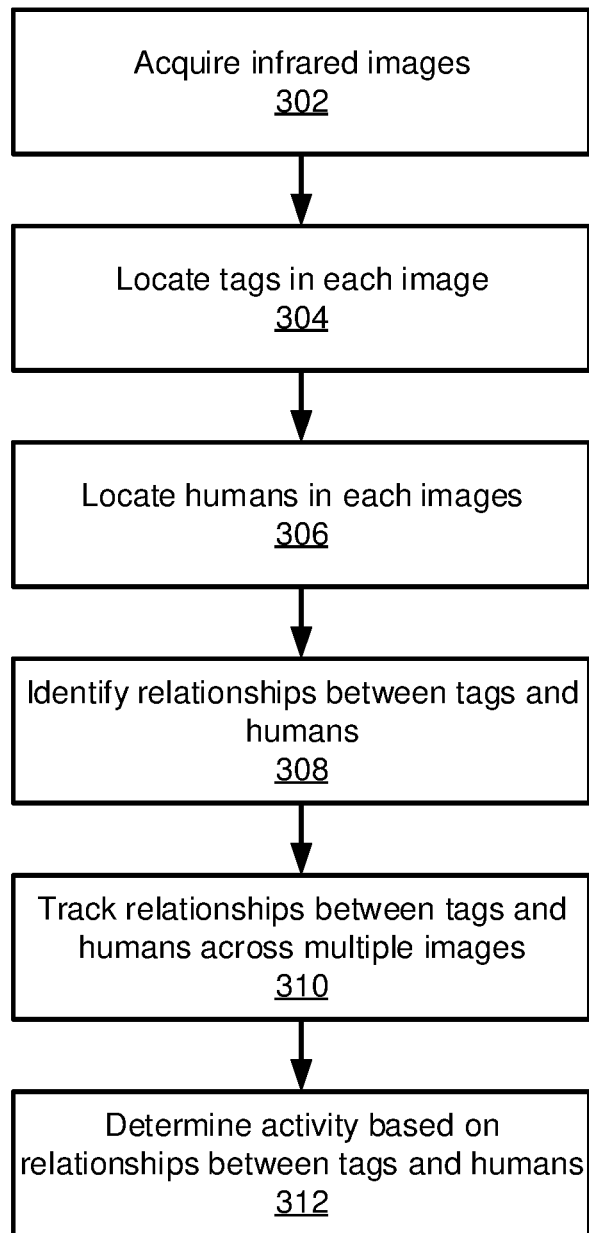 Acquire infrared images
302
Locate tags in each image
304
Locate humans in each images
306
Identify relationships between tags and
humans
308
Track relationships between tags and
humans across multiple images
310
Determine activity based on
relationships between tags and humans
312